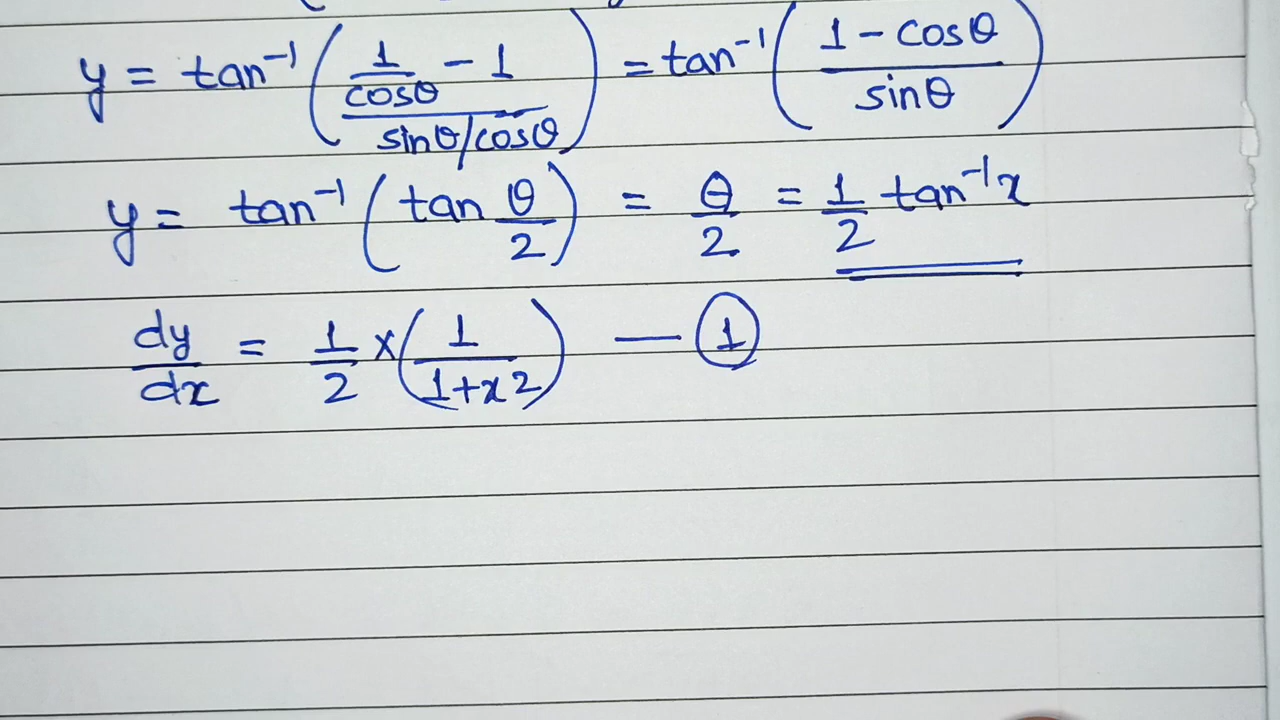 y = tan⁻¹ ( (1/cosθ - 1) / (sinθ/cosθ) ) = tan⁻¹ ( (1 - cosθ) / sinθ )
y = tan⁻¹ ( tan θ/2 ) = θ/2 = 1/2 tan⁻¹x
dy/dx = 1/2 × ( 1/(1+x2) ) — ①